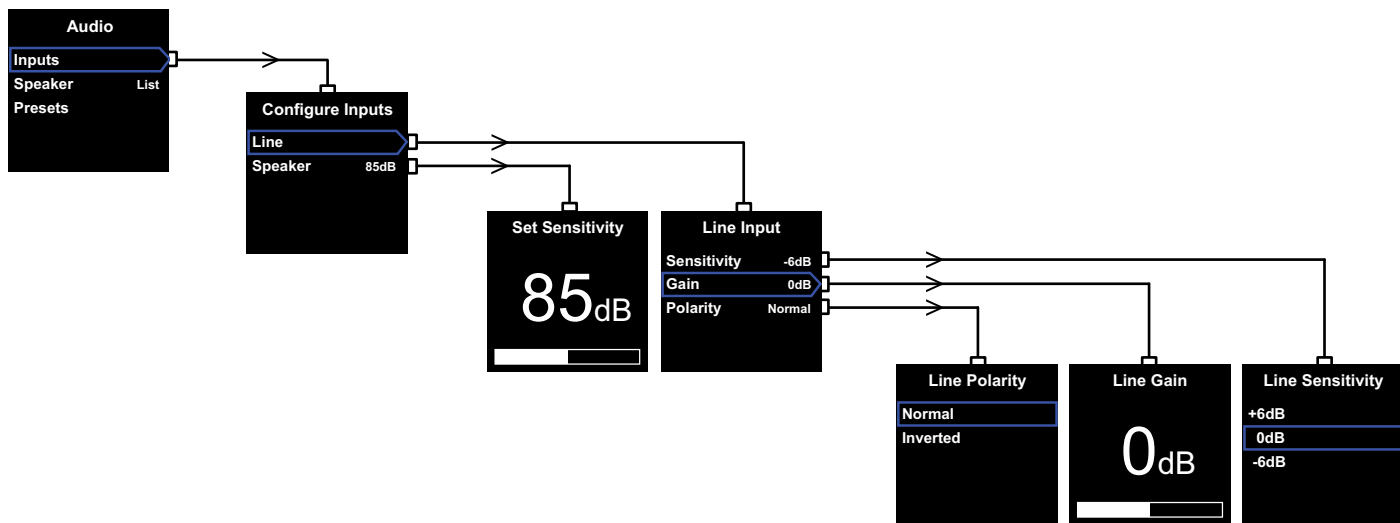 Audio
Inputs
Speaker List
Presets
Configure Inputs
Line
Speaker 85dB
Set Sensitivity
85dB
Line Input
Sensitivity -6dB
Gain 0dB
Polarity Normal
Line Polarity
Normal
Inverted
Line Gain
0dB
Line Sensitivity
+6dB
0dB
-6dB